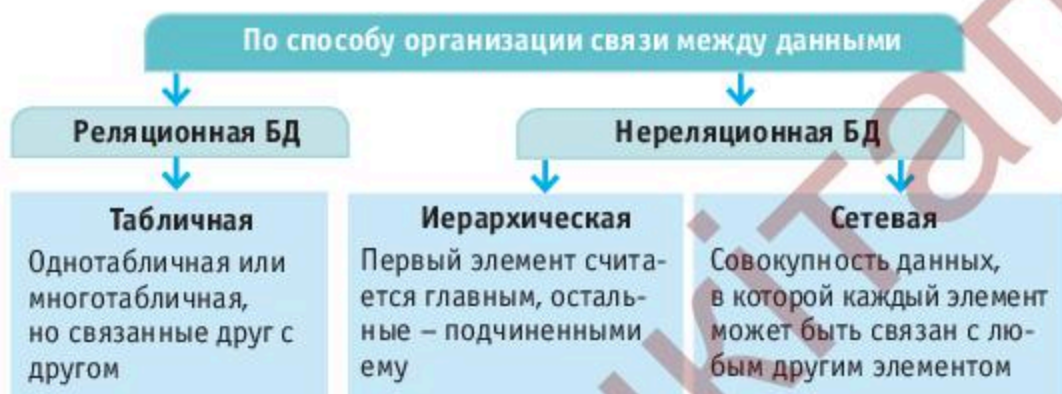 По способу организации связи между данными
Реляционная БД
Нереляционная БД
Табличная
Однотабличная или
многотабличная,
но связанные друг с
другом
Иерархическая
Первый элемент счита-
ется главным, осталь-
ные – подчиненными
ему
Сетевая
Совокупность данных,
в которой каждый элемент
может быть связан с лю-
бым другим элементом